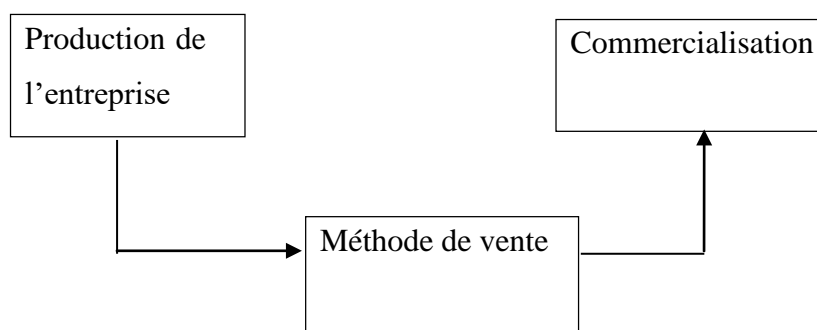 Production de
l’entreprise
Commercialisation
Méthode de vente